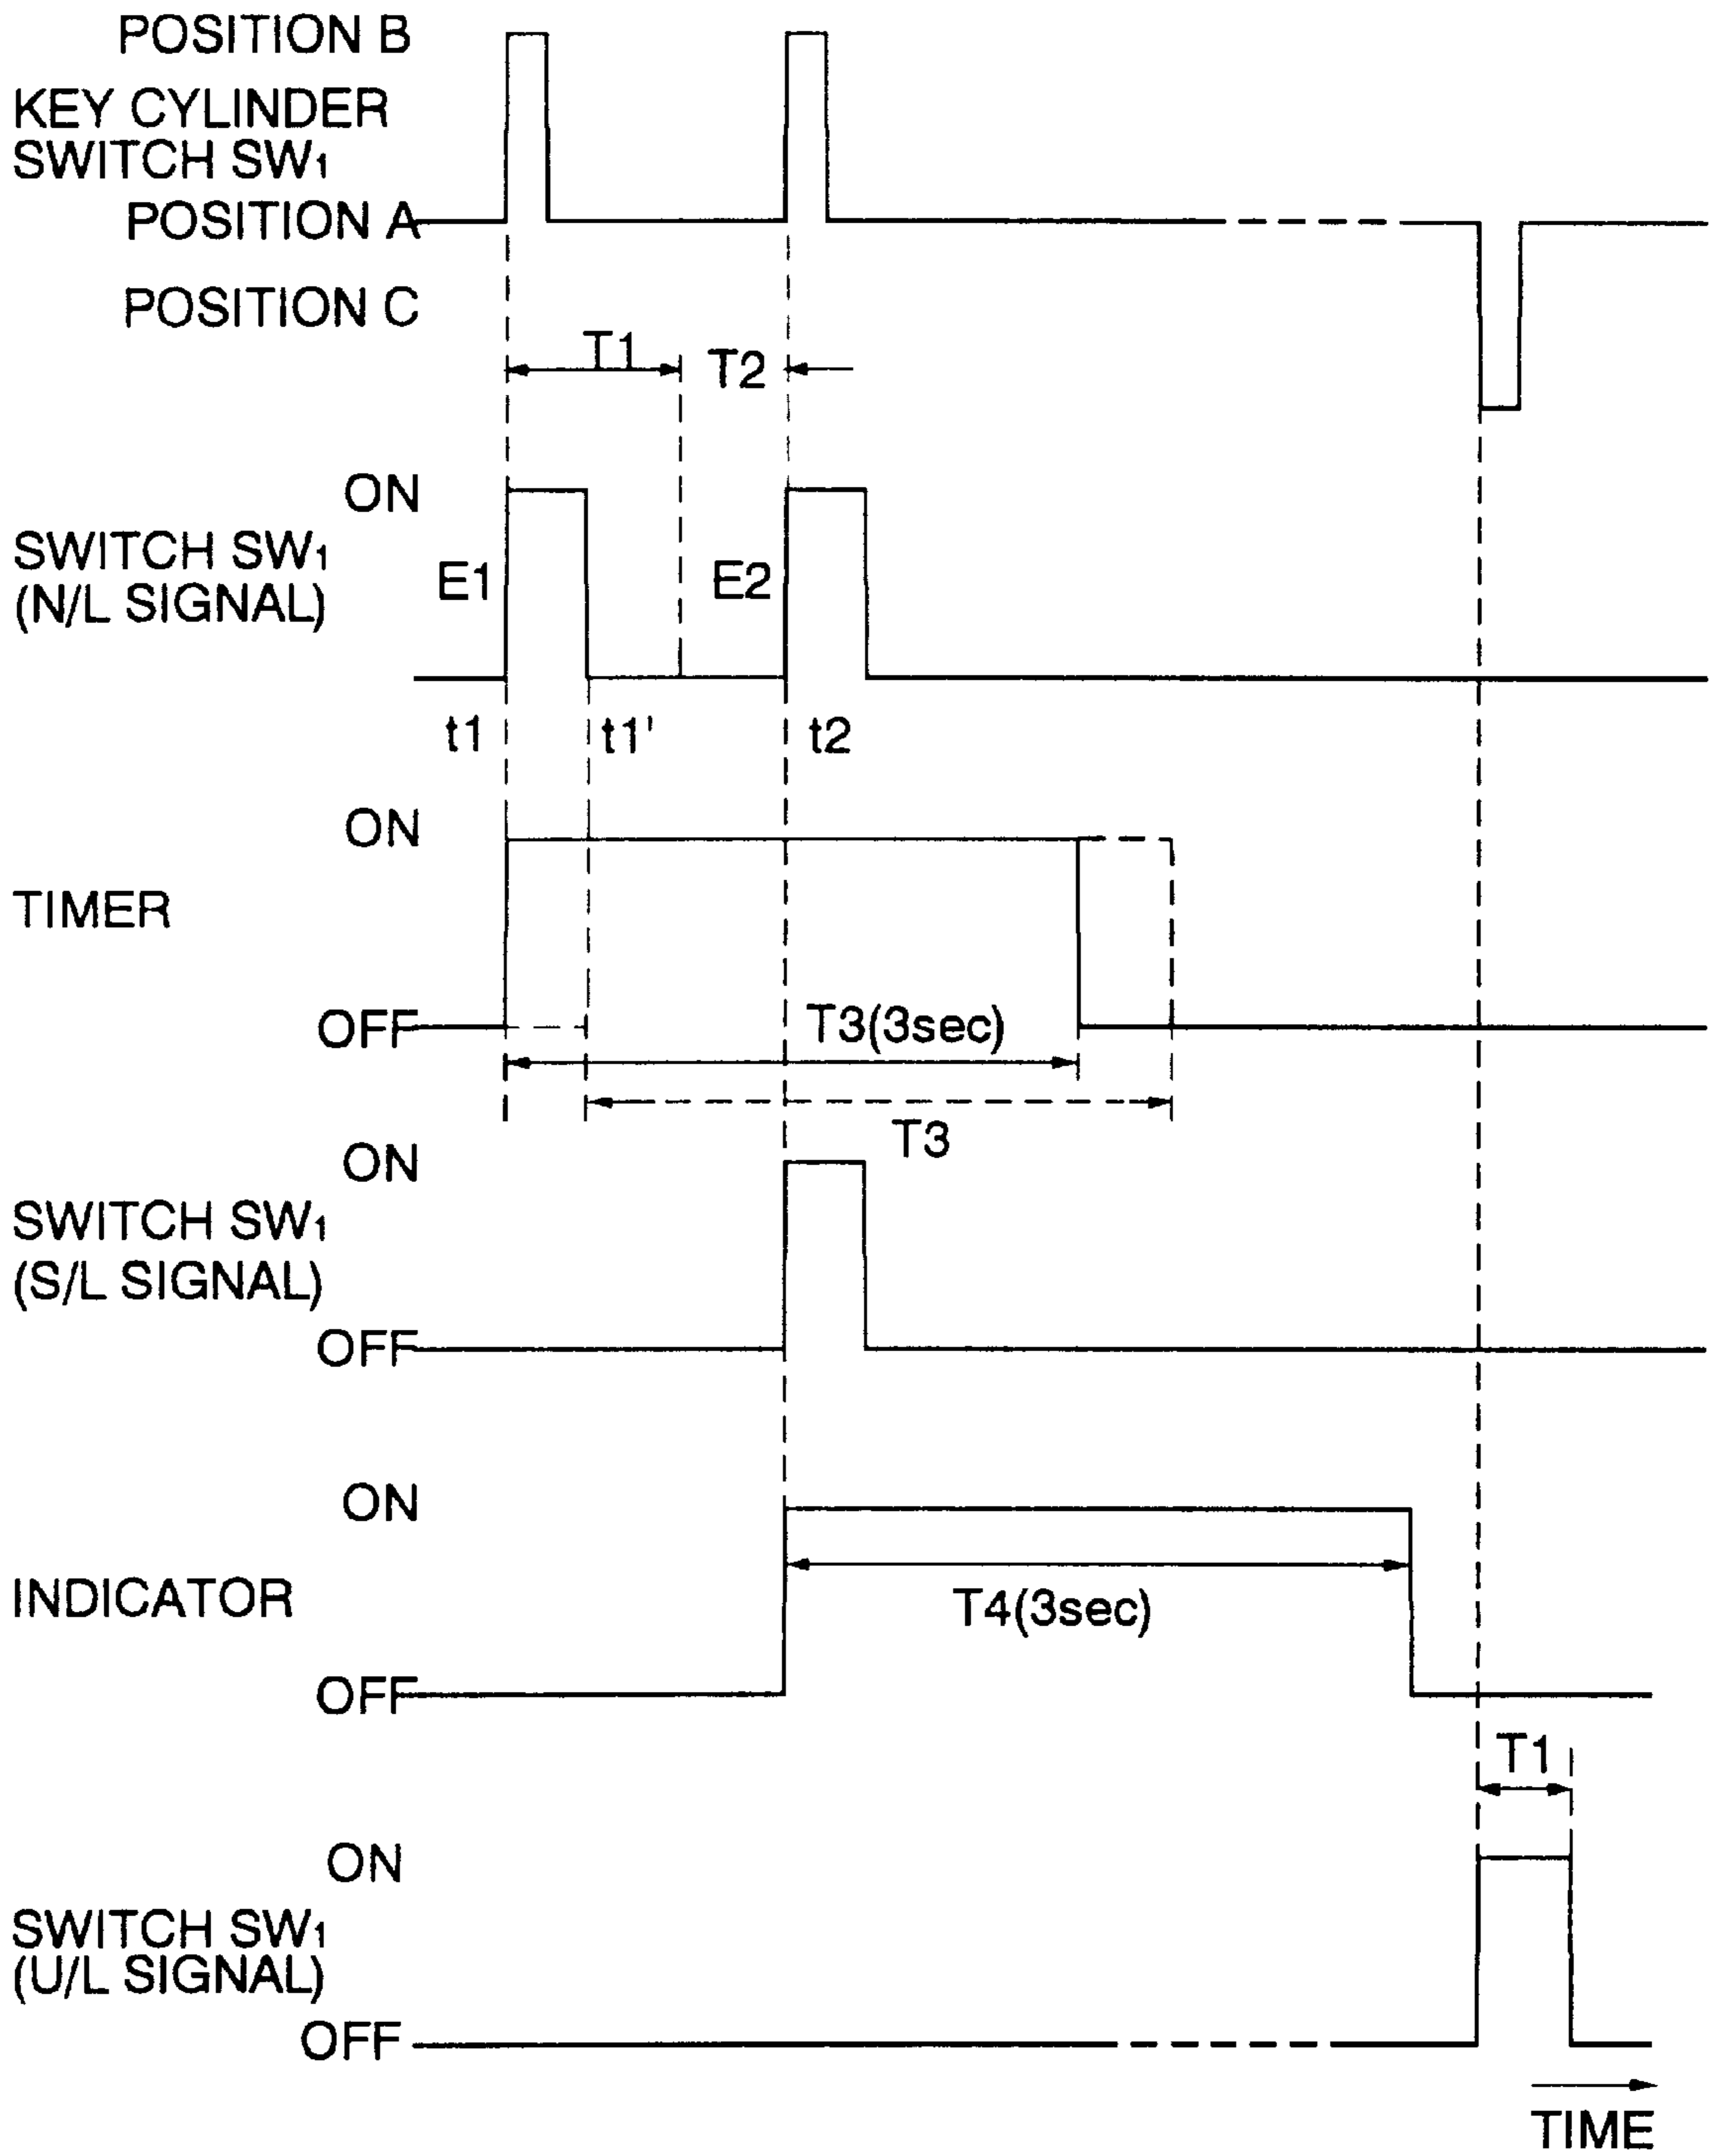 POSITION B
KEY CYLINDER
SWITCH SW1
POSITION A
POSITION C
T1
T2
ON
SWITCH SW1
(N/L SIGNAL)
E1
E2
t1
t1'
t2
ON
TIMER
OFF
T3(3sec)
T3
ON
SWITCH SW1
(S/L SIGNAL)
OFF
ON
INDICATOR
T4(3sec)
OFF
T1
ON
SWITCH SW1
(U/L SIGNAL)
OFF
TIME